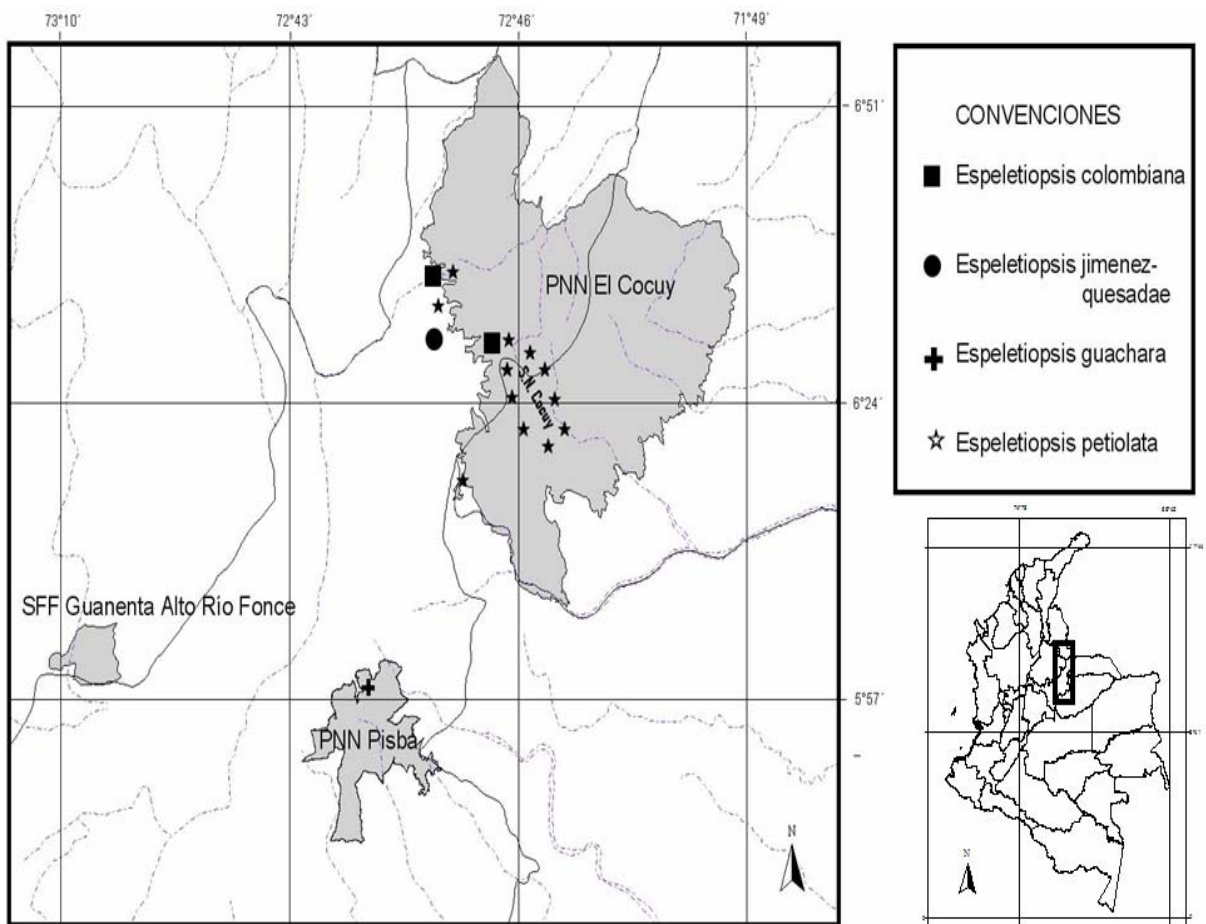 73°10´ 72°43´ 72°46´ 71°49´
6°51´
PNN El Cocuy
S.N. Cocuy
6°24´
SFF Guanenta Alto Río Fonce
5°57´
PNN Pisba
N
CONVENCIONES
Espeletiopsis colombiana
Espeletiopsis jimenez-
quesadae
Espeletiopsis guachara
Espeletiopsis petiolata
N